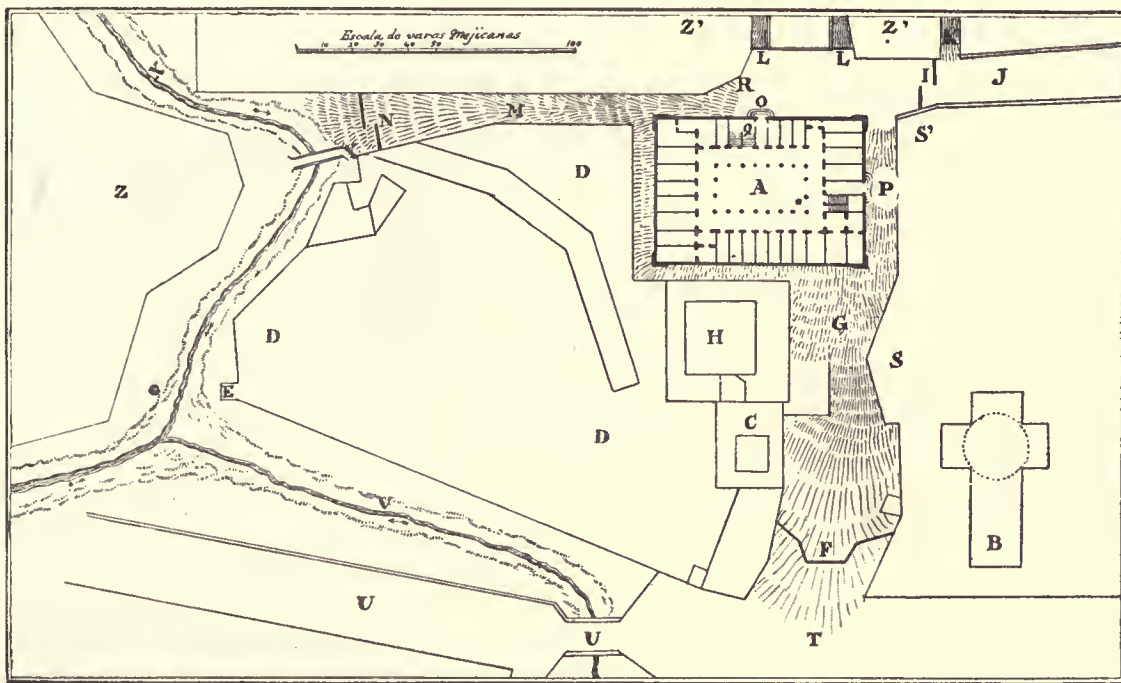 Z' Z'
Escala de varas Mejicanas
10 20 30 40 50 100
L L K
I J
R
M
O
N
S'
Q
D
Z A P
G
D H S
E
C
D
V
F B
U
U T